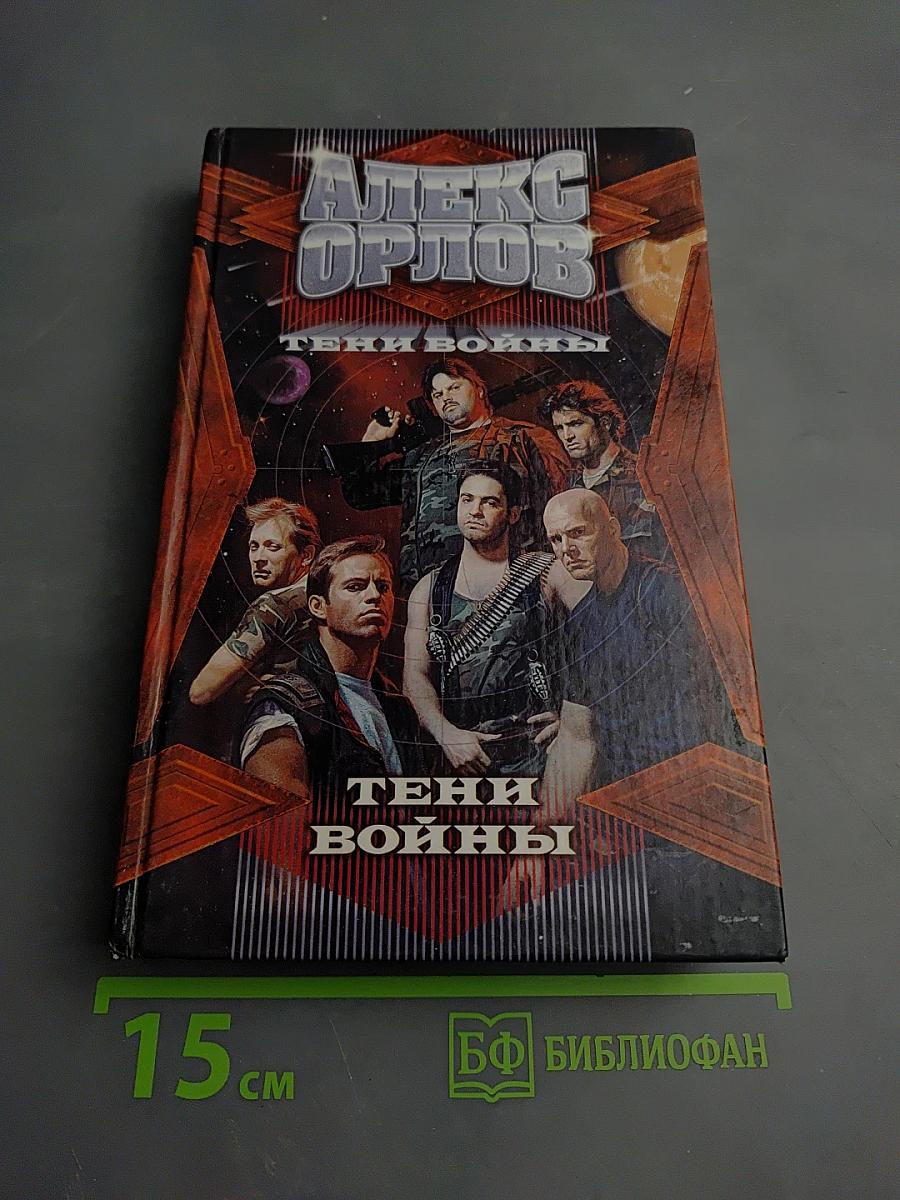 АЛЕКС
ОРЛОВ
ТЕНИ ВОЙНЫ
ТЕНИ
ВОЙНЫ
15 см
БФ БИБЛИОФАН